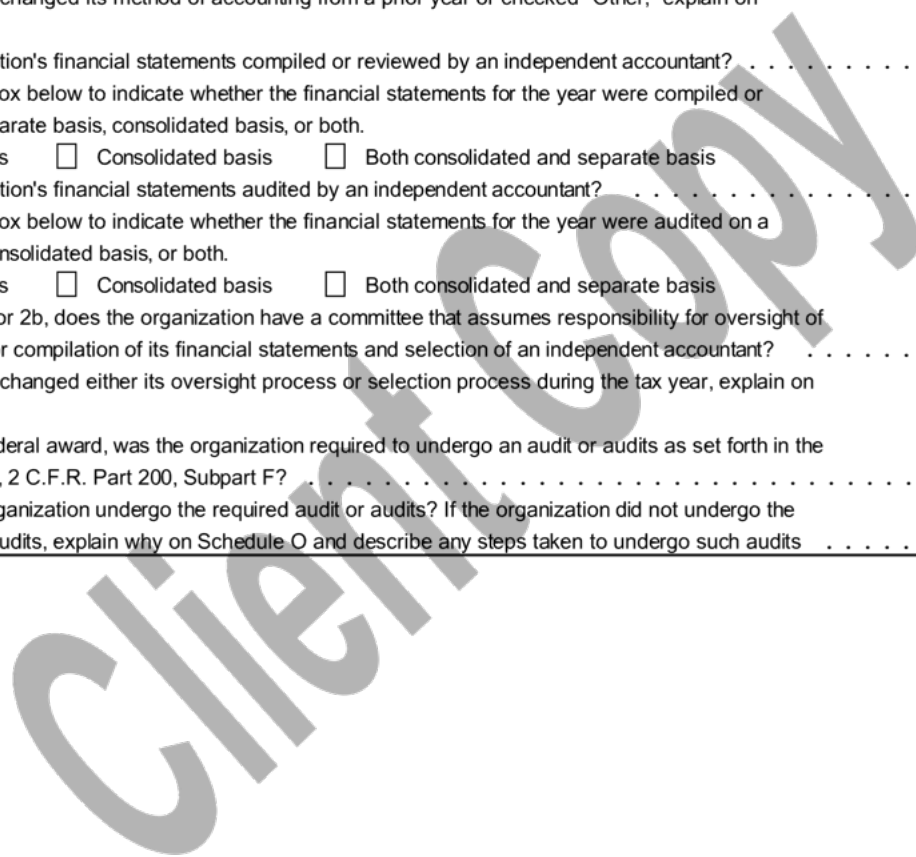 changed its method of accounting from a prior year or checked "Other," explain on
tion's financial statements compiled or reviewed by an independent accountant? . . . . . . . . .
ox below to indicate whether the financial statements for the year were compiled or
arate basis, consolidated basis, or both.
s ☐ Consolidated basis ☐ Both consolidated and separate basis
tion's financial statements audited by an independent accountant? . . . . . . . . . . . . . . .
ox below to indicate whether the financial statements for the year were audited on a
nsolidated basis, or both.
s ☐ Consolidated basis ☐ Both consolidated and separate basis
or 2b, does the organization have a committee that assumes responsibility for oversight of
r compilation of its financial statements and selection of an independent accountant? . . . . . .
changed either its oversight process or selection process during the tax year, explain on
deral award, was the organization required to undergo an audit or audits as set forth in the
, 2 C.F.R. Part 200, Subpart F? . . . . . . . . . . . . . . . . . . . . . . . . . . . . . . . .
ganization undergo the required audit or audits? If the organization did not undergo the
udits, explain why on Schedule O and describe any steps taken to undergo such audits . . . . .
Client Copy